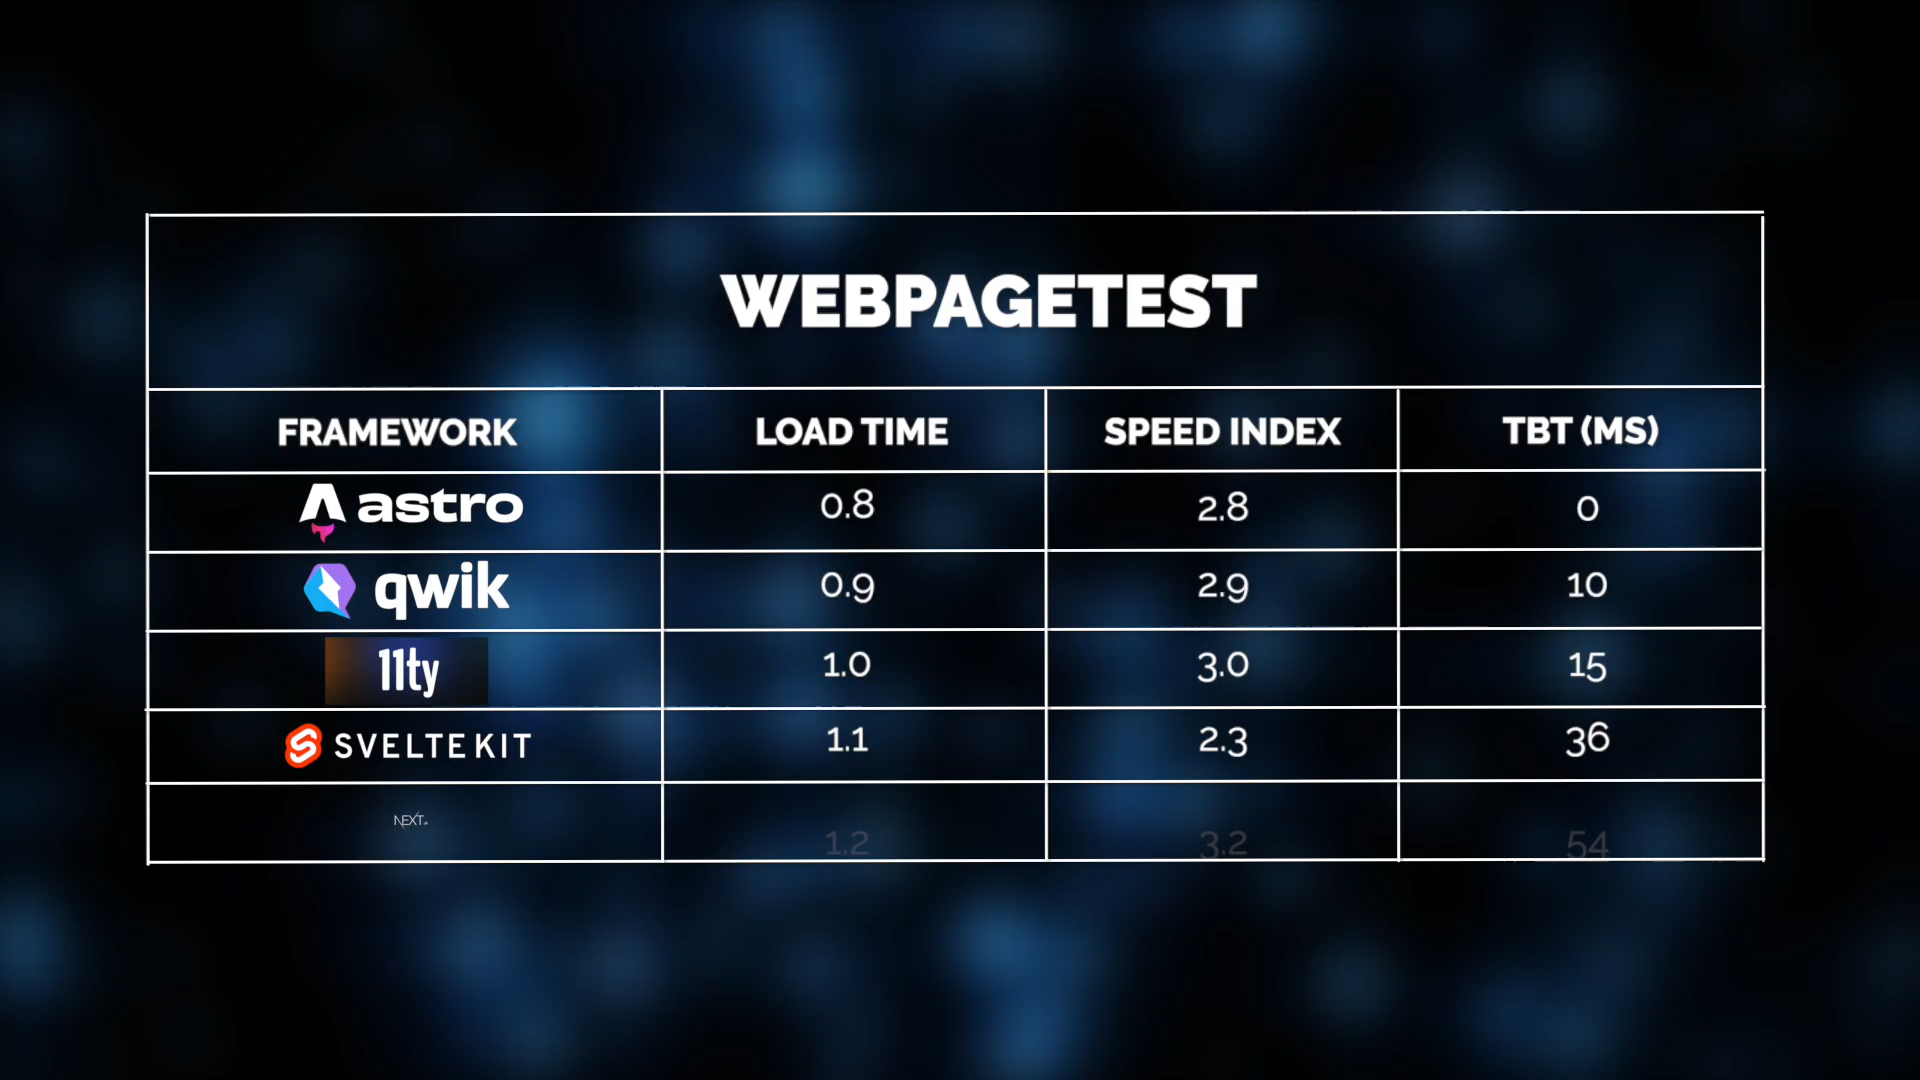 WEBPAGETEST
FRAMEWORK LOAD TIME SPEED INDEX TBT (MS)
astro 0.8 2.8 0
qwik 0.9 2.9 10
11ty 1.0 3.0 15
SVELTEKIT 1.1 2.3 36
NEXT 1.2 3.2 54